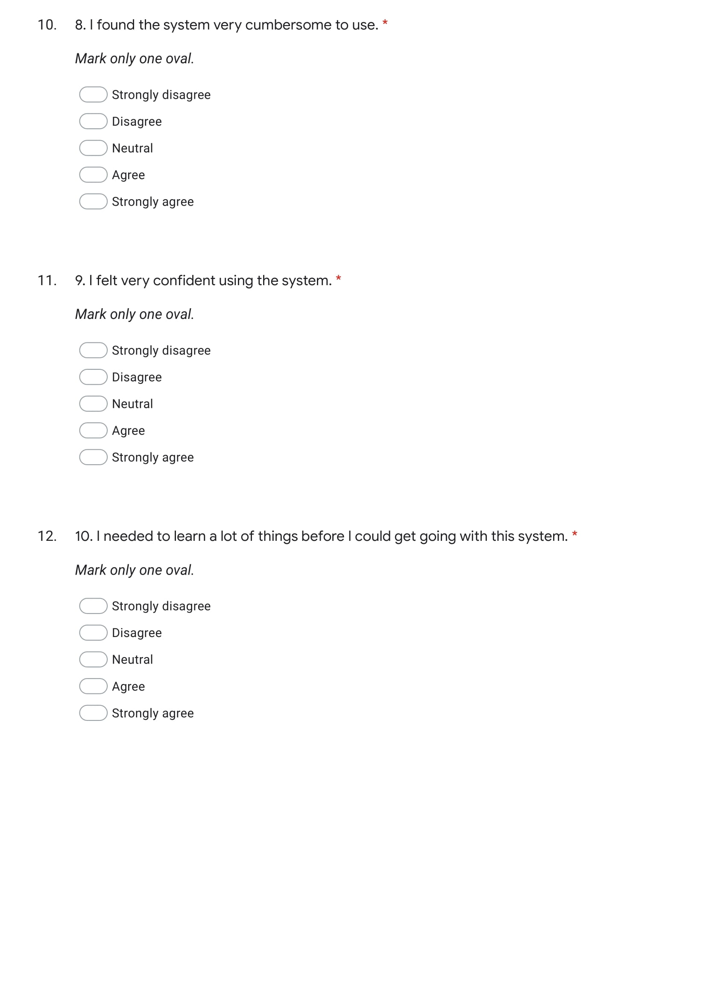 10. 8. I found the system very cumbersome to use. *
Mark only one oval.
Strongly disagree
Disagree
Neutral
Agree
Strongly agree
11. 9. I felt very confident using the system. *
Mark only one oval.
Strongly disagree
Disagree
Neutral
Agree
Strongly agree
12. 10. I needed to learn a lot of things before I could get going with this system. *
Mark only one oval.
Strongly disagree
Disagree
Neutral
Agree
Strongly agree